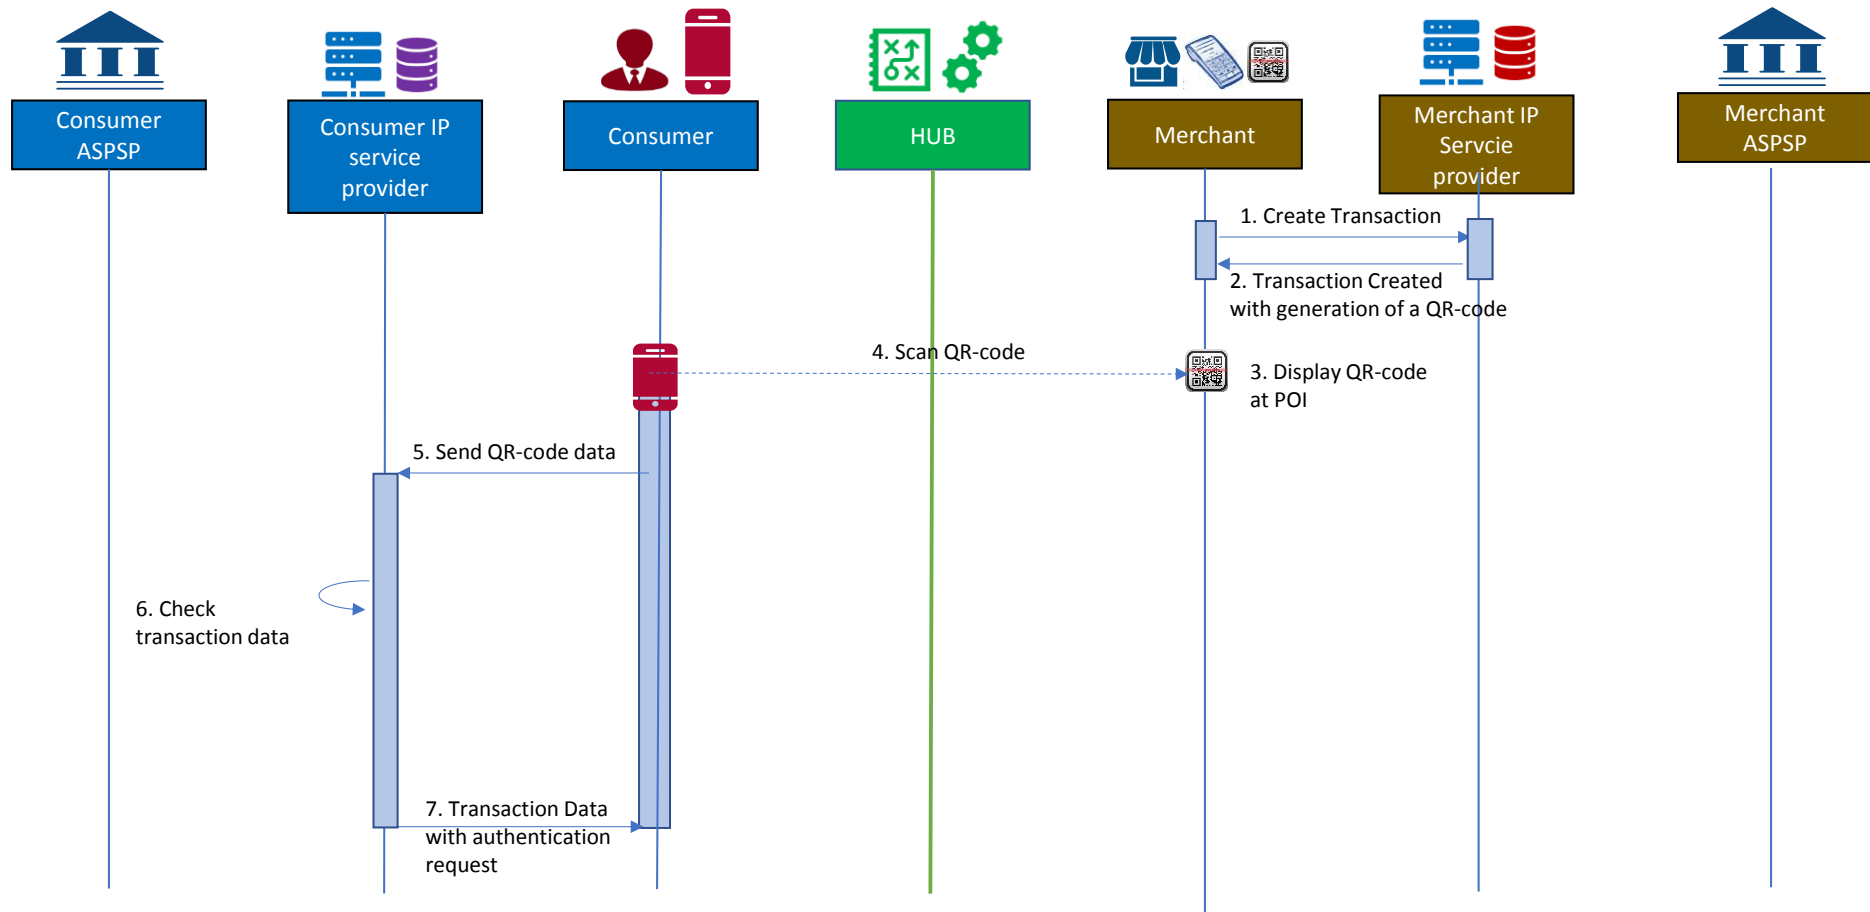 Consumer
ASPSP
Consumer IP
service
provider
Consumer
HUB
Merchant
Merchant IP
Servcie
provider
Merchant
ASPSP
1. Create Transaction
2. Transaction Created
with generation of a QR-code
4. Scan QR-code
3. Display QR-code
at POI
5. Send QR-code data
6. Check
transaction data
7. Transaction Data
with authentication
request